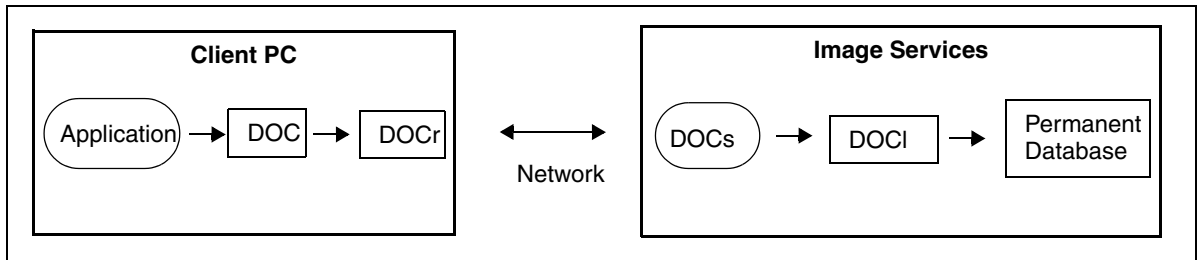 Client PC
Application
DOC
DOCr
Network
Image Services
DOCs
DOCl
Permanent
Database